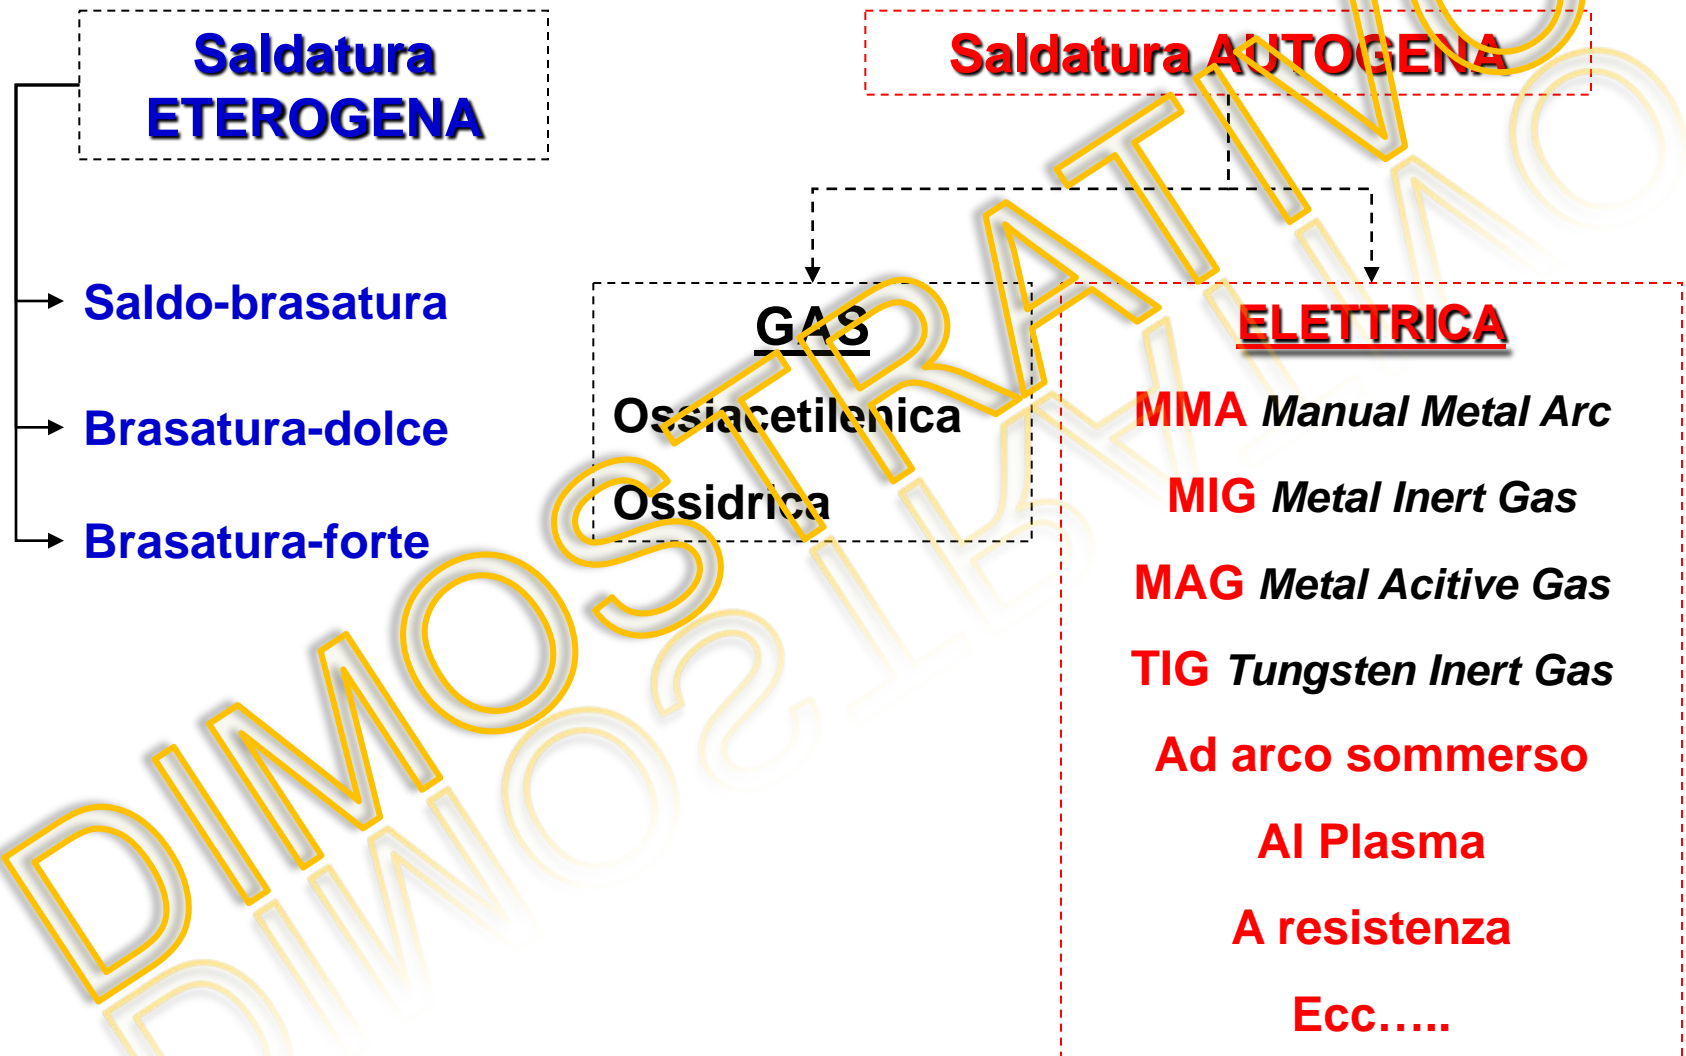 Saldatura
ETEROGENA
Saldo-brasatura
Brasatura-dolce
Brasatura-forte
Saldatura AUTOGENA
GAS
Ossiacetilenica
Ossidrica
ELETTRICA
MMA Manual Metal Arc
MIG Metal Inert Gas
MAG Metal Acitive Gas
TIG Tungsten Inert Gas
Ad arco sommerso
Al Plasma
A resistenza
Ecc…..
DIMOSTRATIVO